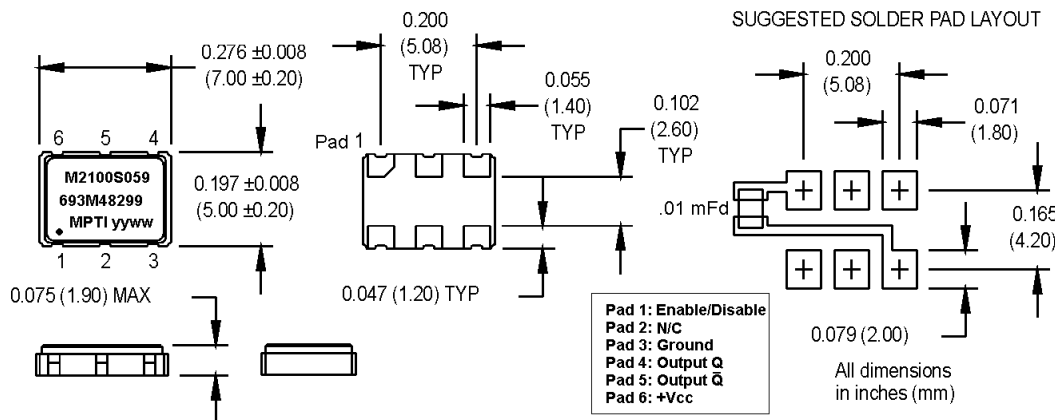 0.276 ±0.008
(7.00 ±0.20)
6 5 4
M2100S059
693M48299
MPTI yyww
1 2 3
0.197 ±0.008
(5.00 ±0.20)
0.075 (1.90) MAX
0.200
(5.08)
TYP
0.055
(1.40)
TYP
Pad 1
0.102
(2.60)
TYP
0.047 (1.20) TYP
SUGGESTED SOLDER PAD LAYOUT
0.200
(5.08)
0.071
(1.80)
.01 mFd
0.165
(4.20)
0.079 (2.00)
All dimensions
in inches (mm)
Pad 1: Enable/Disable
Pad 2: N/C
Pad 3: Ground
Pad 4: Output Q
Pad 5: Output Q̅
Pad 6: +Vcc